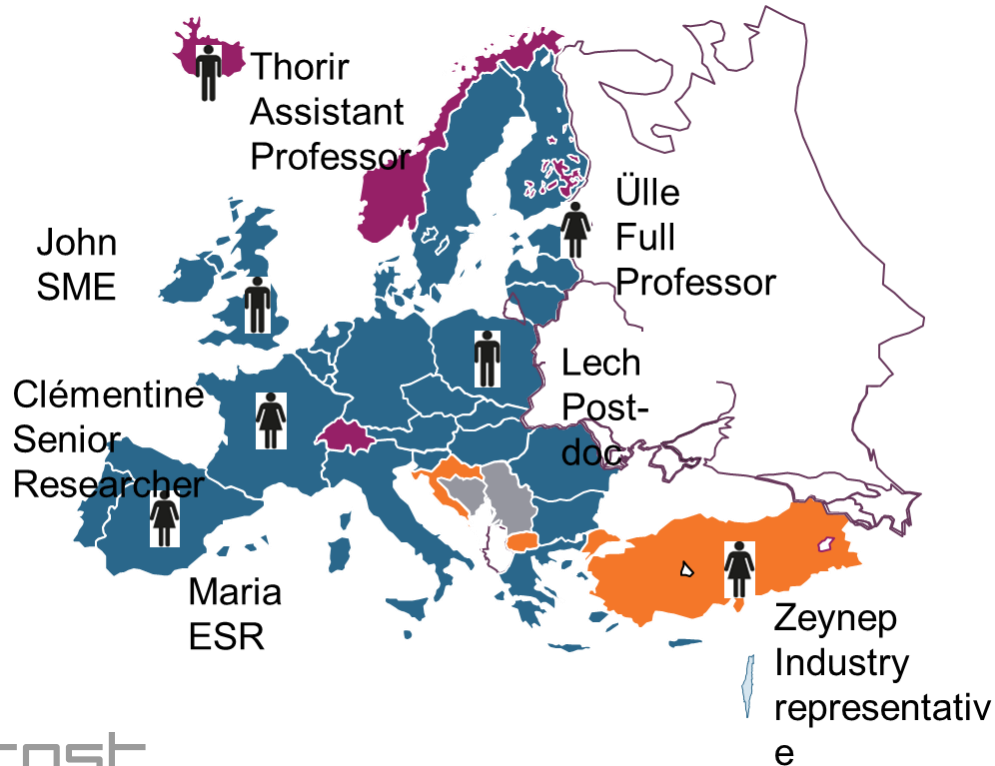 Thorir
Assistant
Professor
Ülle
Full
Professor
John
SME
Lech
Post-
doc
Clémentine
Senior
Researcher
Maria
ESR
Zeynep
Industry
representativ
e